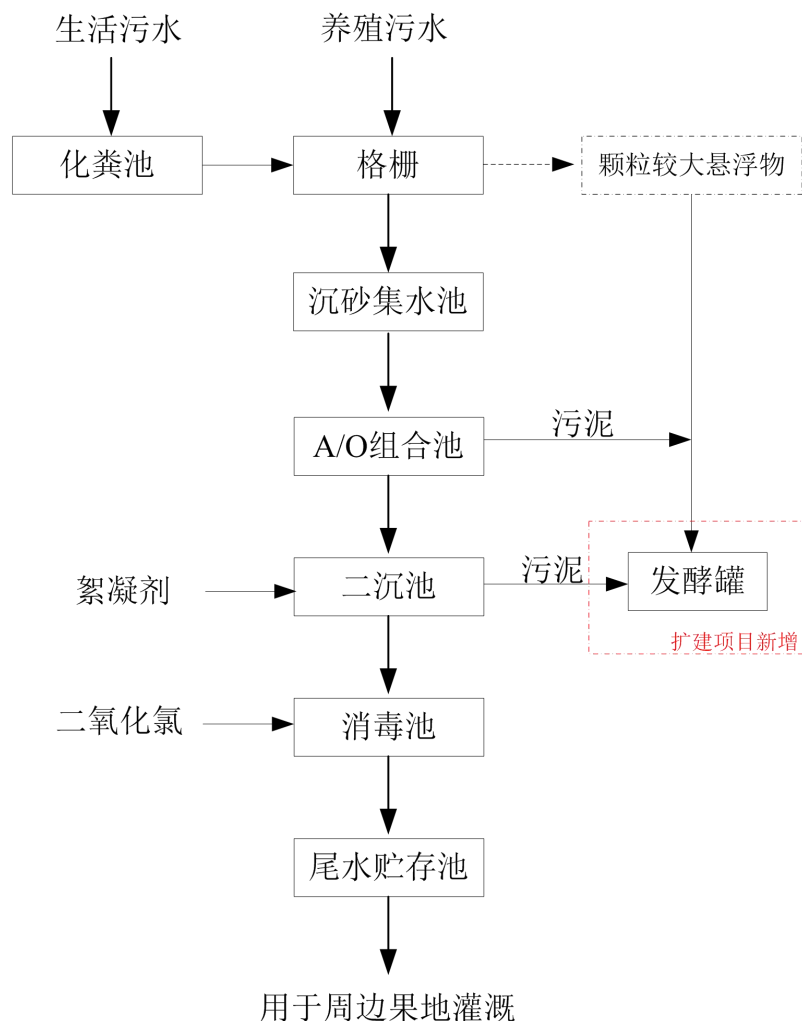 生活污水
养殖污水
化粪池
格栅
颗粒较大悬浮物
沉砂集水池
A/O组合池
污泥
絮凝剂
二沉池
污泥
发酵罐
扩建项目新增
二氧化氯
消毒池
尾水贮存池
用于周边果地灌溉